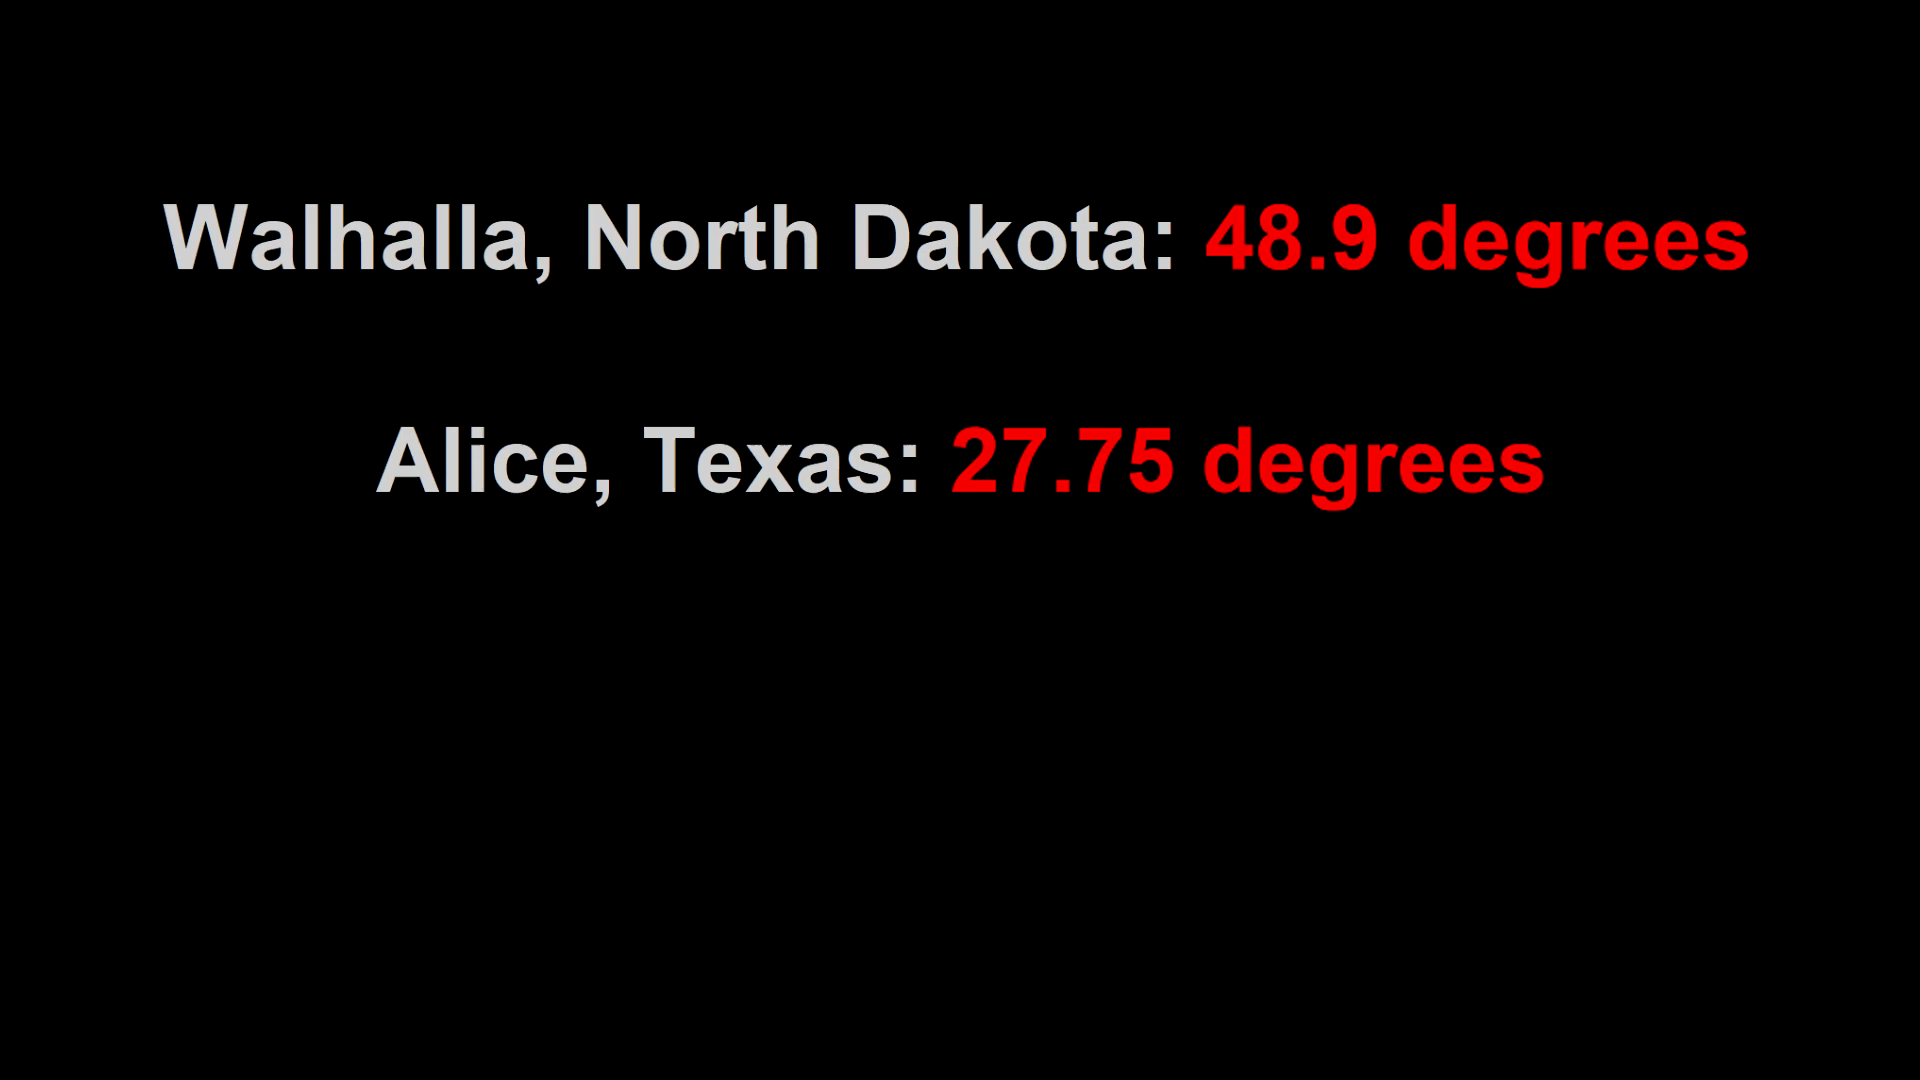 Walhalla, North Dakota: 48.9 degrees
Alice, Texas: 27.75 degrees